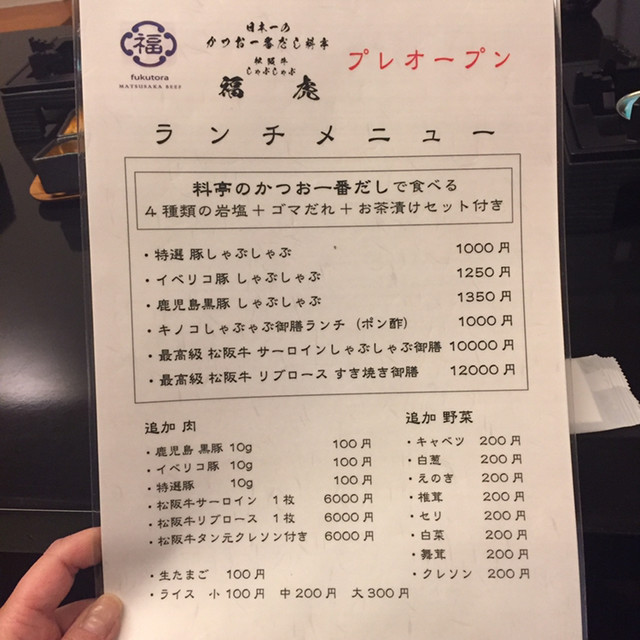 福
fukutora
MATSUSAKA BEEF
日本一の
かつお一番だし料亭
松阪牛
しゃぶしゃぶ
福虎
プレオープン
ランチメニュー
料亭のかつお一番だしで食べる
4種類の岩塩+ゴマだれ+お茶漬けセット付き
・特選 豚しゃぶしゃぶ 1000円
・イベリコ豚 しゃぶしゃぶ 1250円
・鹿児島黒豚 しゃぶしゃぶ 1350円
・キノコしゃぶしゃぶ御膳ランチ(ポン酢) 1000円
・最高級 松阪牛 サーロインしゃぶしゃぶ御膳 10000円
・最高級 松阪牛 リブロース すき焼き御膳 12000円
追加 肉
・鹿児島 黒豚 10g 100円
・イベリコ豚 10g 100円
・特選豚 10g 100円
・松阪牛サーロイン 1枚 6000円
・松阪牛リブロース 1枚 6000円
・松阪牛タン元クレソン付き 6000円
・生たまご 100円
・ライス 小100円 中200円 大300円
追加 野菜
・キャベツ 200円
・白葱 200円
・えのき 200円
・椎茸 200円
・セリ 200円
・白菜 200円
・舞茸 200円
・クレソン 200円